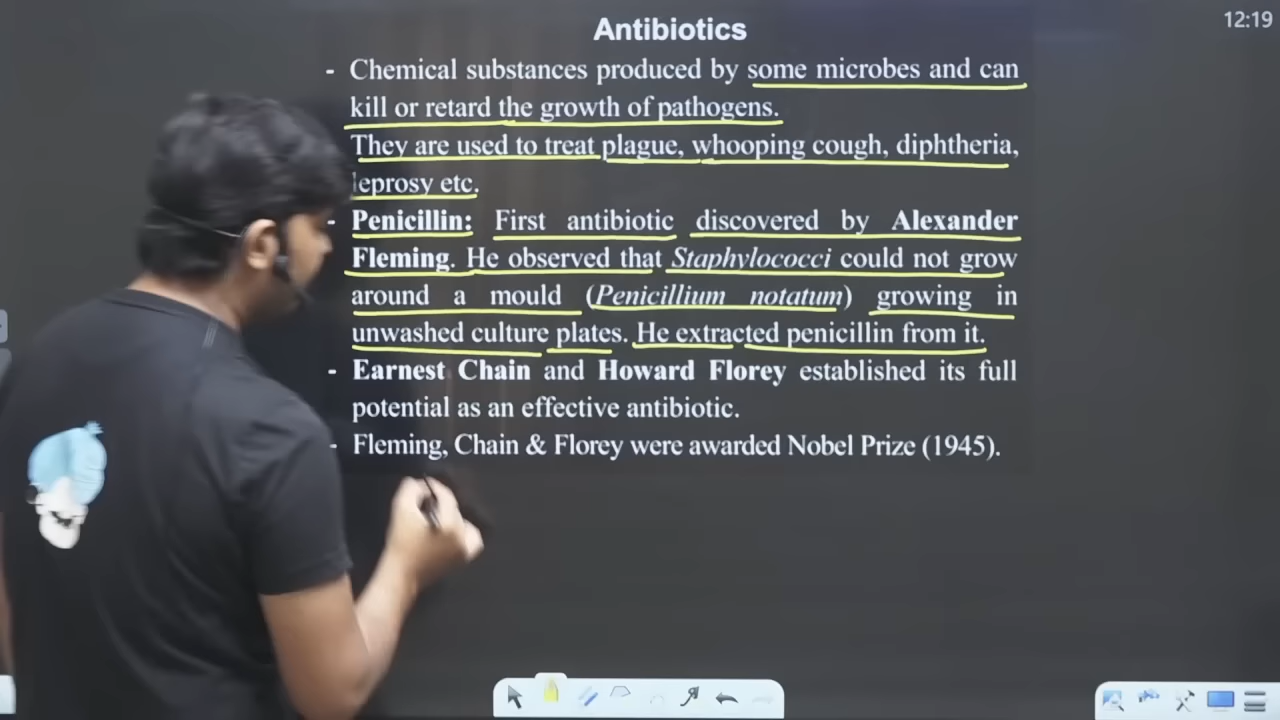 12:19
Antibiotics
- Chemical substances produced by some microbes and can
kill or retard the growth of pathogens.
They are used to treat plague, whooping cough, diphtheria,
leprosy etc.
- Penicillin: First antibiotic discovered by Alexander
Fleming. He observed that Staphylococci could not grow
around a mould (Penicillium notatum) growing in
unwashed culture plates. He extracted penicillin from it.
- Earnest Chain and Howard Florey established its full
potential as an effective antibiotic.
- Fleming, Chain & Florey were awarded Nobel Prize (1945).